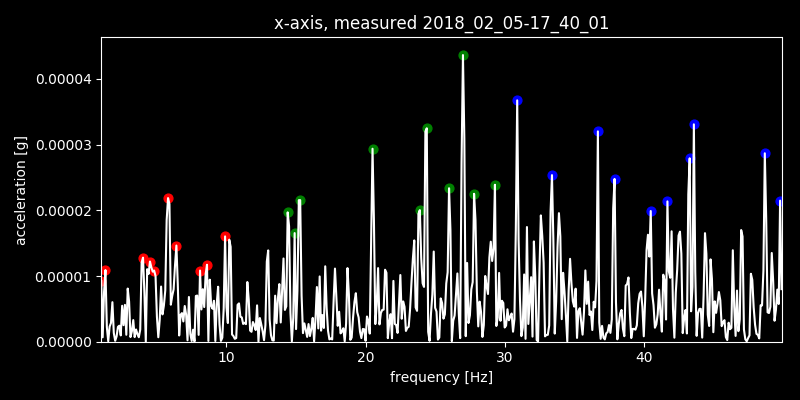 x-axis, measured 2018_02_05-17_40_01
0.00004
0.00003
0.00002
0.00001
0.00000
acceleration [g]
10 20 30 40
frequency [Hz]